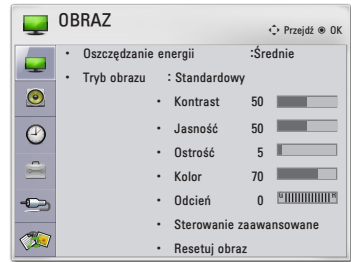 OBRAZ
Przejdź OK
• Oszczędzanie energii :Średnie
• Tryb obrazu : Standardowy
• Kontrast 50
• Jasność 50
• Ostrość 5
• Kolor 70
• Odcień 0 G R
• Sterowanie zaawansowane
• Resetuj obraz